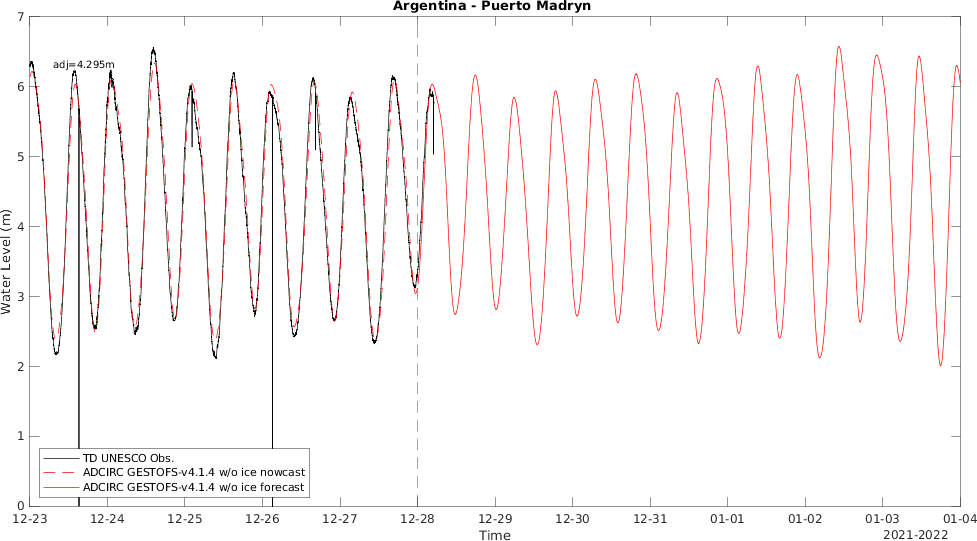 Argentina - Puerto Madryn
7
6
5
4
3
2
1
0
Water Level (m)
adj=4.295m
TD UNESCO Obs.
ADCIRC GESTOFS-v4.1.4 w/o ice nowcast
ADCIRC GESTOFS-v4.1.4 w/o ice forecast
12-23 12-24 12-25 12-26 12-27 12-28 12-29 12-30 12-31 01-01 01-02 01-03 01-04
Time
2021-2022